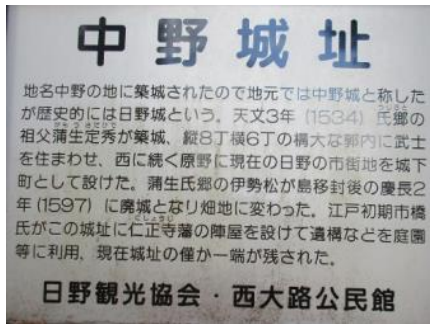 中野城址
地名中野の地に築城されたので地元では中野城と称した
が歴史的には日野城という。天文3年(1534)氏郷の
祖父蒲生定秀が築城、縦8丁横6丁の構大な郭内に武士
を住まわせ、西に続く原野に現在の日野の市街地を城下
町として設けた。蒲生氏郷の伊勢松が島移封後の慶長2
年(1597)に廃城となり畑地に変わった。江戸初期市橋
氏がこの城址に仁正寺藩の陣屋を設けて遺構などを庭園
等に利用、現在城址の僅か一端が残された。
日野観光協会・西大路公民館